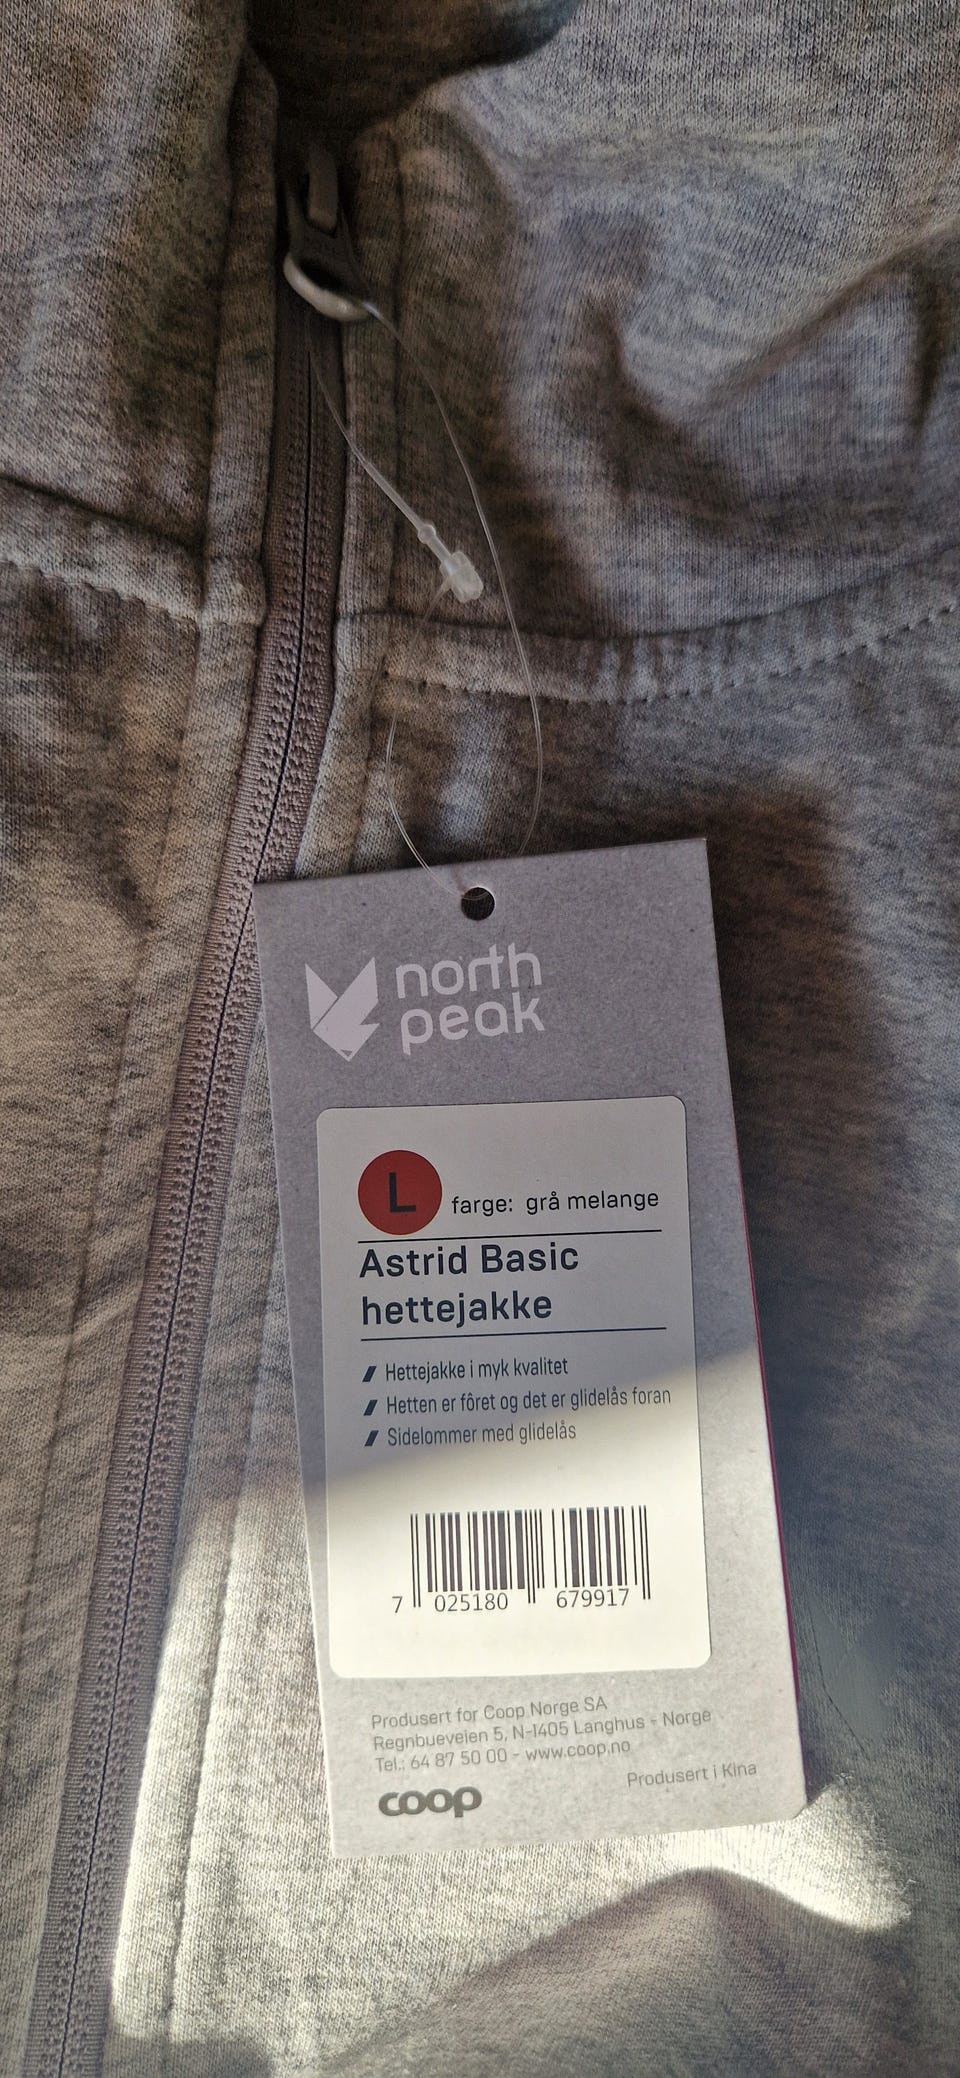 north
peak
L farge: grå melange
Astrid Basic
hettejakke
Hettejakke i myk kvalitet
Hetten er fôret og det er glidelås foran
Sidelommer med glidelås
7 025180 679917
Produsert for Coop Norge SA
Regnbueveien 5, N-1405 Langhus - Norge
Tel.: 64 87 50 00 - www.coop.no
Produsert i Kina
coop